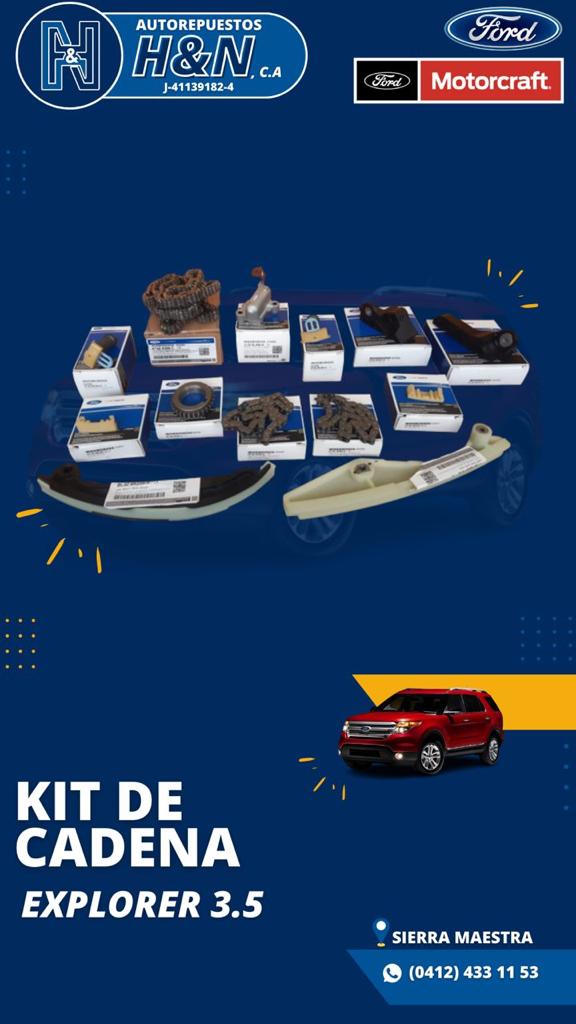 AUTOREPUESTOS
H&N
H&N, C.A
J-41139182-4
Ford
Ford
Motorcraft
KIT DE
CADENA
EXPLORER 3.5
SIERRA MAESTRA
(0412) 433 11 53